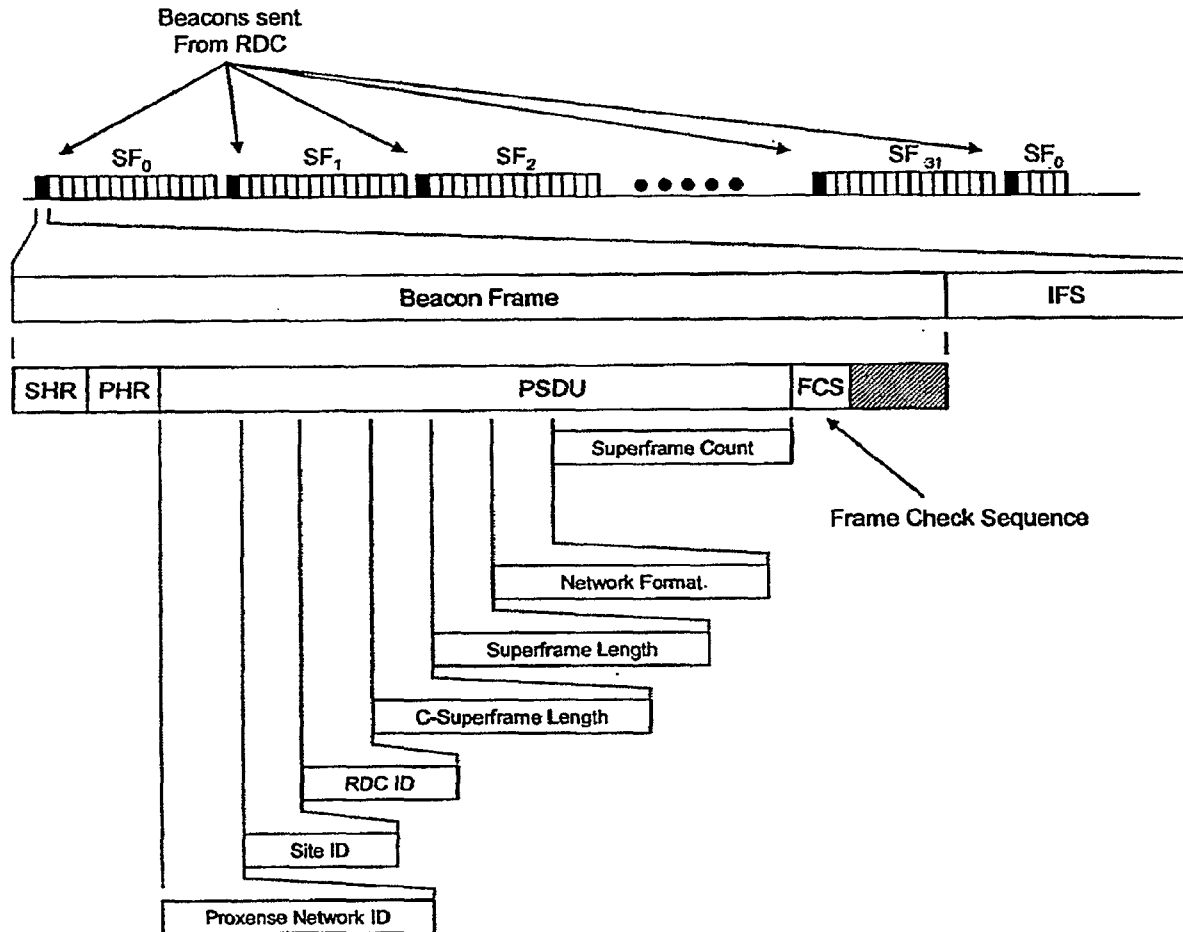 Beacons sent
From RDC
SF0 SF1 SF2 SF31 SF0
Beacon Frame IFS
SHR PHR PSDU FCS
Superframe Count
Frame Check Sequence
Network Format.
Superframe Length
C-Superframe Length
RDC ID
Site ID
Proxense Network ID